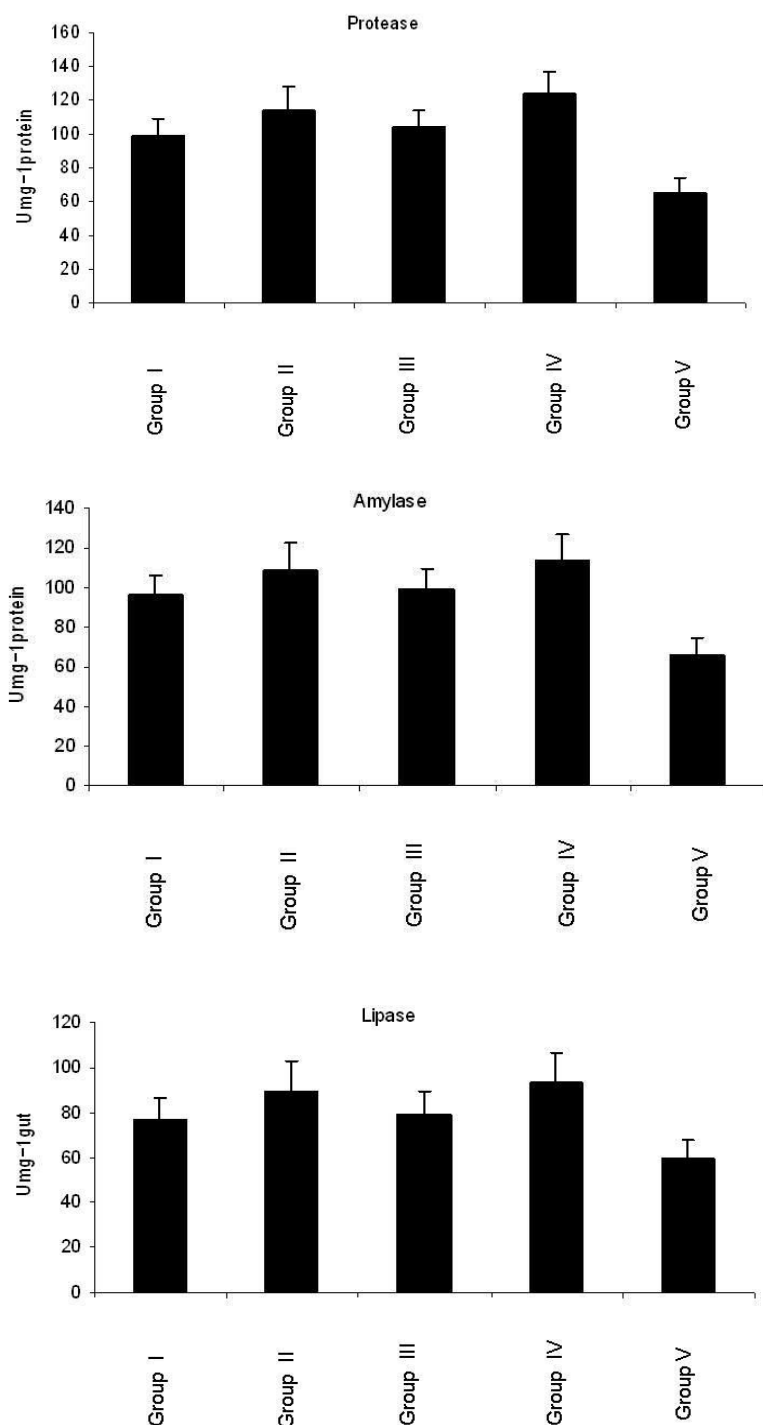 Protease
Umg-1protein
160
140
120
100
80
60
40
20
0
Group I
Group II
Group III
Group IV
Group V
Amylase
Umg-1protein
140
120
100
80
60
40
20
0
Group I
Group II
Group III
Group IV
Group V
Lipase
Umg-1gut
120
100
80
60
40
20
0
Group I
Group II
Group III
Group IV
Group V